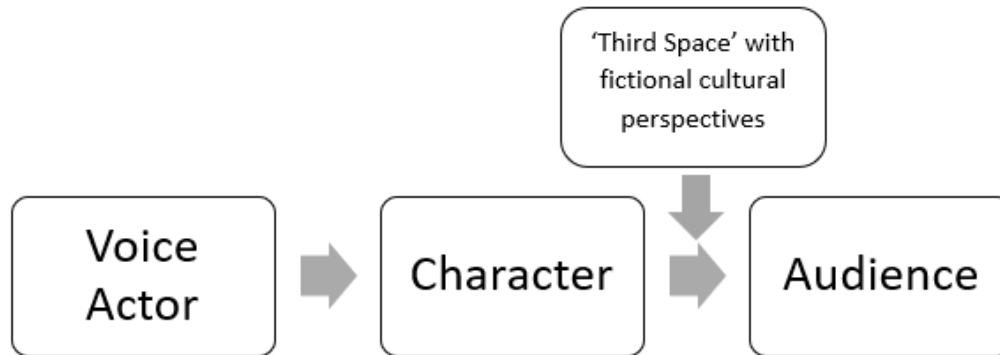 ‘Third Space’ with
fictional cultural
perspectives
Voice
Actor
Character
Audience